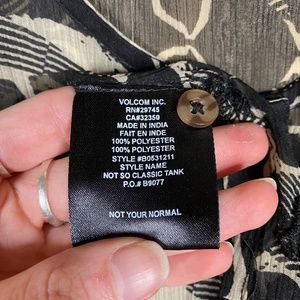 VOLCOM INC.
RN#29745
CA#32350
MADE IN INDIA
FAIT EN INDE
100% POLYESTER
100% POLYESTER
STYLE #B0531211
STYLE NAME
NOT SO CLASSIC TANK
P.O.# B9077
NOT YOUR NORMAL